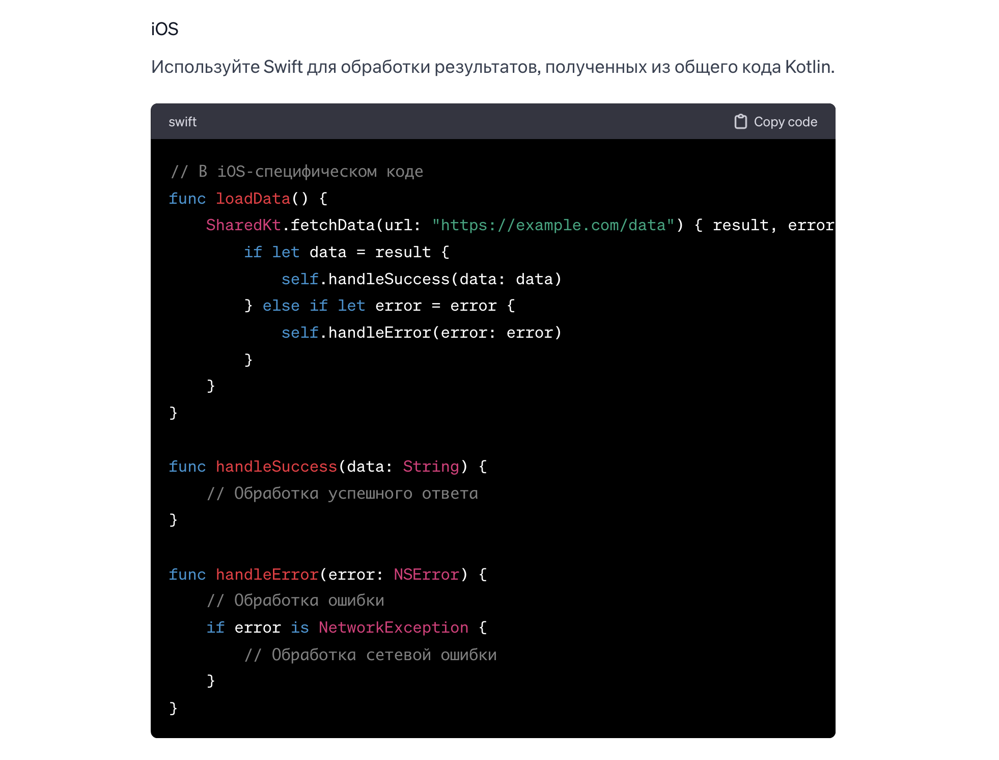 iOS
Используйте Swift для обработки результатов, полученных из общего кода Kotlin.
swift
Copy code
// В iOS-специфическом коде
func loadData() {
    SharedKt.fetchData(url: "https://example.com/data") { result, error
        if let data = result {
            self.handleSuccess(data: data)
        } else if let error = error {
            self.handleError(error: error)
        }
    }
}
func handleSuccess(data: String) {
    // Обработка успешного ответа
}
func handleError(error: NSError) {
    // Обработка ошибки
    if error is NetworkException {
        // Обработка сетевой ошибки
    }
}